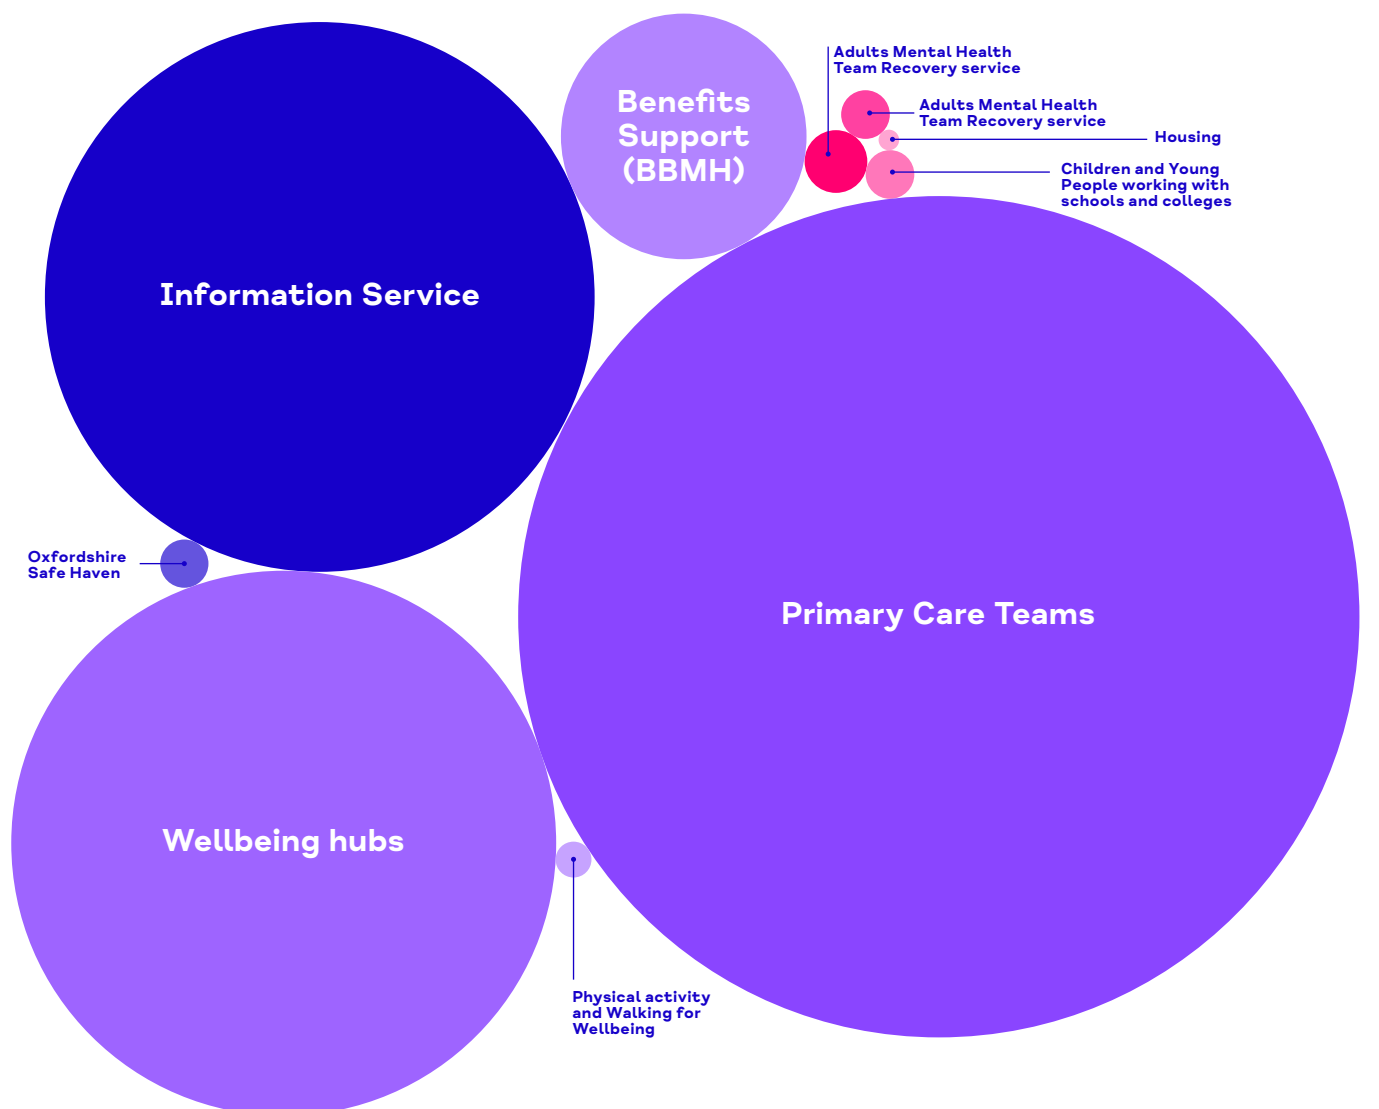 Adults Mental Health
Team Recovery service
Benefits
Support
(BBMH)
Adults Mental Health
Team Recovery service
Housing
Children and Young
People working with
schools and colleges
Information Service
Oxfordshire
Safe Haven
Primary Care Teams
Wellbeing hubs
Physical activity
and Walking for
Wellbeing